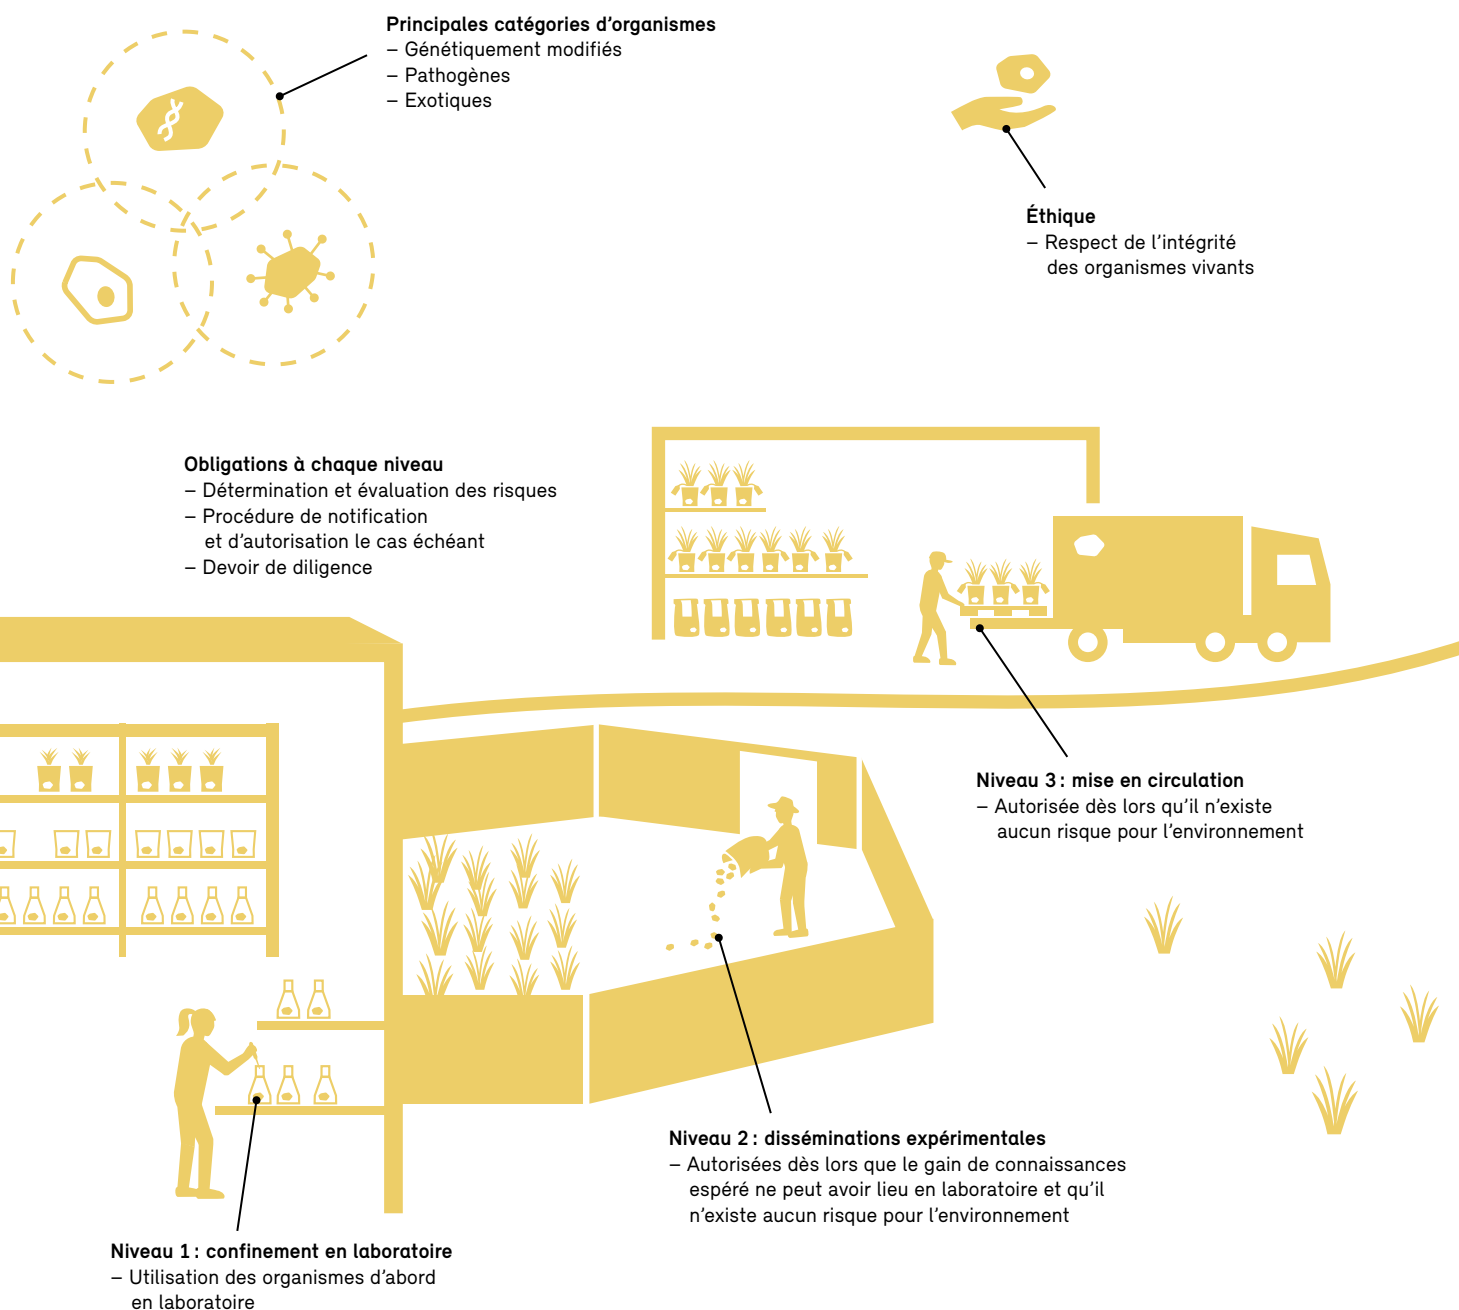 Principales catégories d’organismes
– Génétiquement modifiés
– Pathogènes
– Exotiques
Éthique
– Respect de l’intégrité
des organismes vivants
Obligations à chaque niveau
– Détermination et évaluation des risques
– Procédure de notification
et d’autorisation le cas échéant
– Devoir de diligence
Niveau 3 : mise en circulation
– Autorisée dès lors qu’il n’existe
aucun risque pour l’environnement
Niveau 2 : disséminations expérimentales
– Autorisées dès lors que le gain de connaissances
espéré ne peut avoir lieu en laboratoire et qu’il
n’existe aucun risque pour l’environnement
Niveau 1 : confinement en laboratoire
– Utilisation des organismes d’abord
en laboratoire